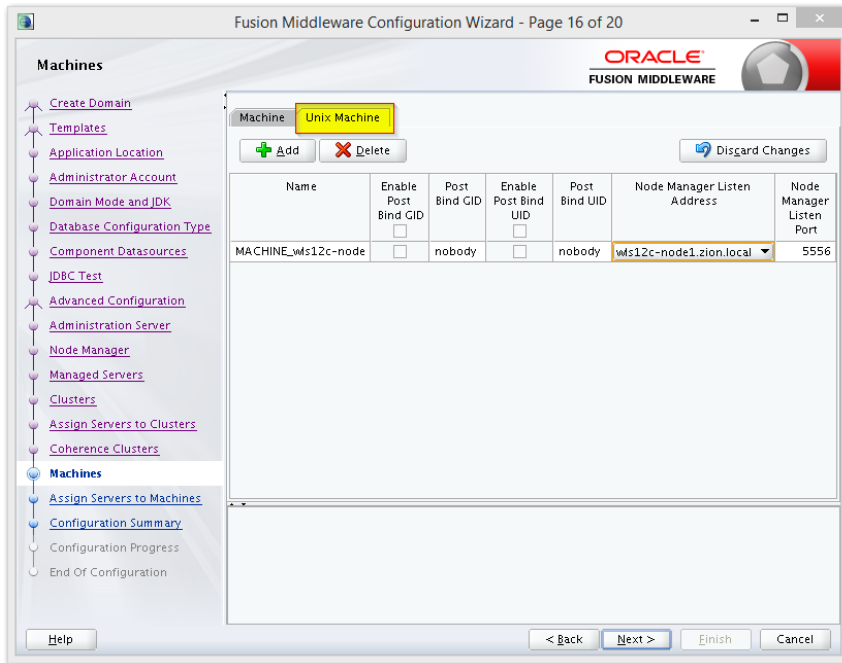 Fusion Middleware Configuration Wizard - Page 16 of 20
Machines
ORACLE
FUSION MIDDLEWARE
Create Domain
Templates
Application Location
Administrator Account
Domain Mode and JDK
Database Configuration Type
Component Datasources
JDBC Test
Advanced Configuration
Administration Server
Node Manager
Managed Servers
Clusters
Assign Servers to Clusters
Coherence Clusters
Machines
Assign Servers to Machines
Configuration Summary
Configuration Progress
End Of Configuration
Machine Unix Machine
Add Delete Discard Changes
Name Enable Post Bind GID Post Bind GID Enable Post Bind UID Post Bind UID Node Manager Listen Address Node Manager Listen Port
MACHINE_wls12c-node nobody nobody wls12c-node1.zion.local 5556
Help < Back Next > Finish Cancel